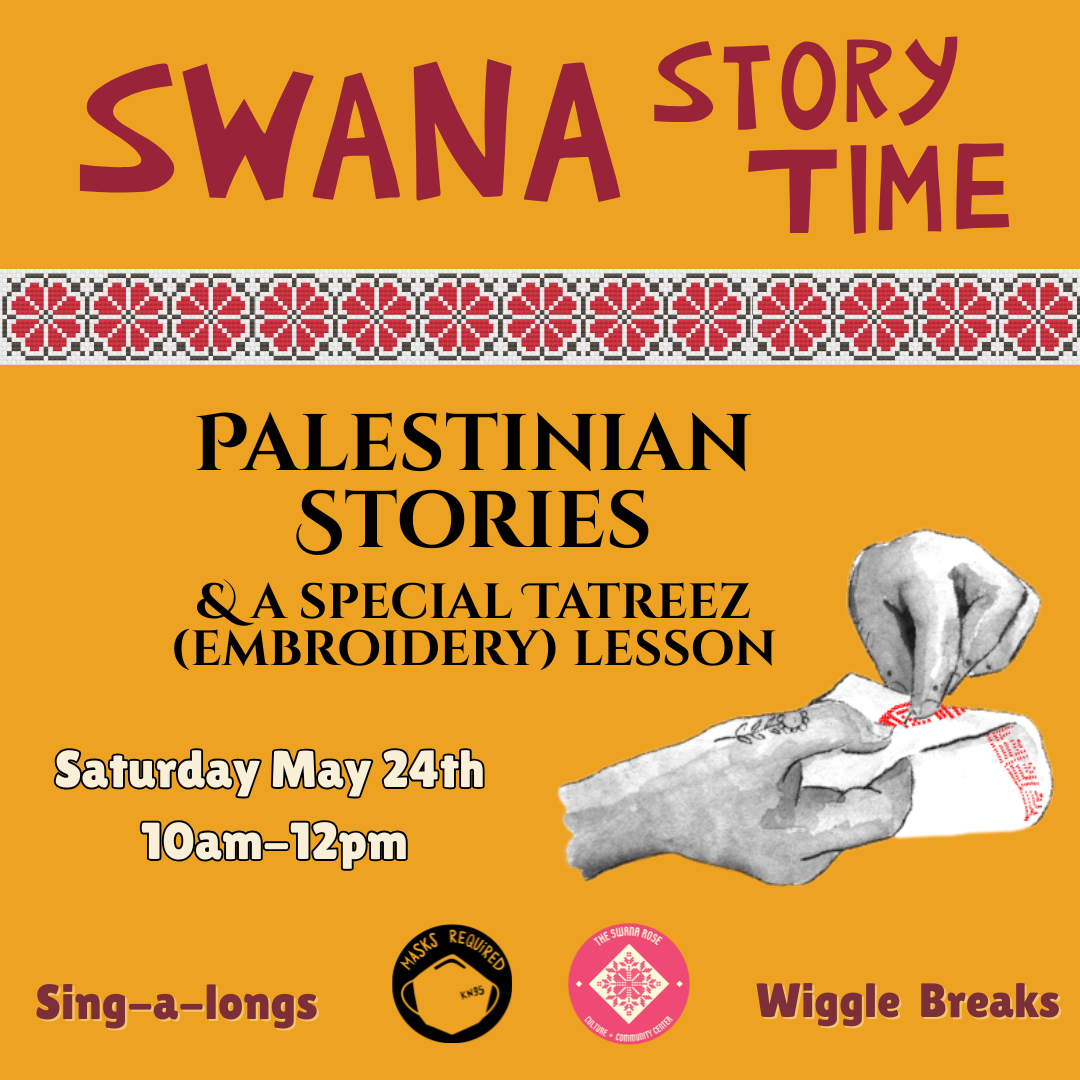 SWANA
STORY
TIME
PALESTINIAN
STORIES
& A SPECIAL TATREEZ
(EMBROIDERY) LESSON
Saturday May 24th
10am-12pm
MASKS REQUIRED
KN95
THE SWANA ROSE
CULTURE + COMMUNITY CENTER
Sing-a-longs
Wiggle Breaks